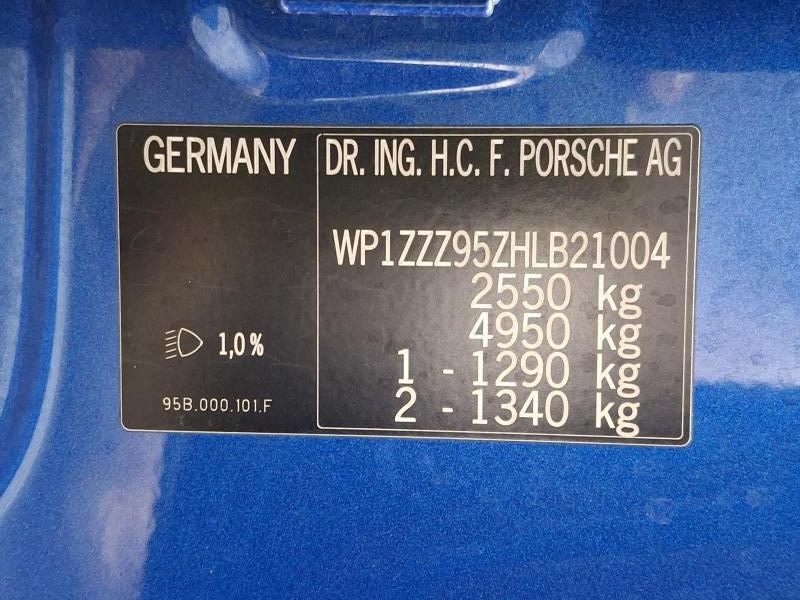 GERMANY
DR. ING. H.C. F. PORSCHE AG
WP1ZZZ95ZHLB21004
2550 kg
4950 kg
1 - 1290 kg
2 - 1340 kg
1,0 %
95B.000.101.F